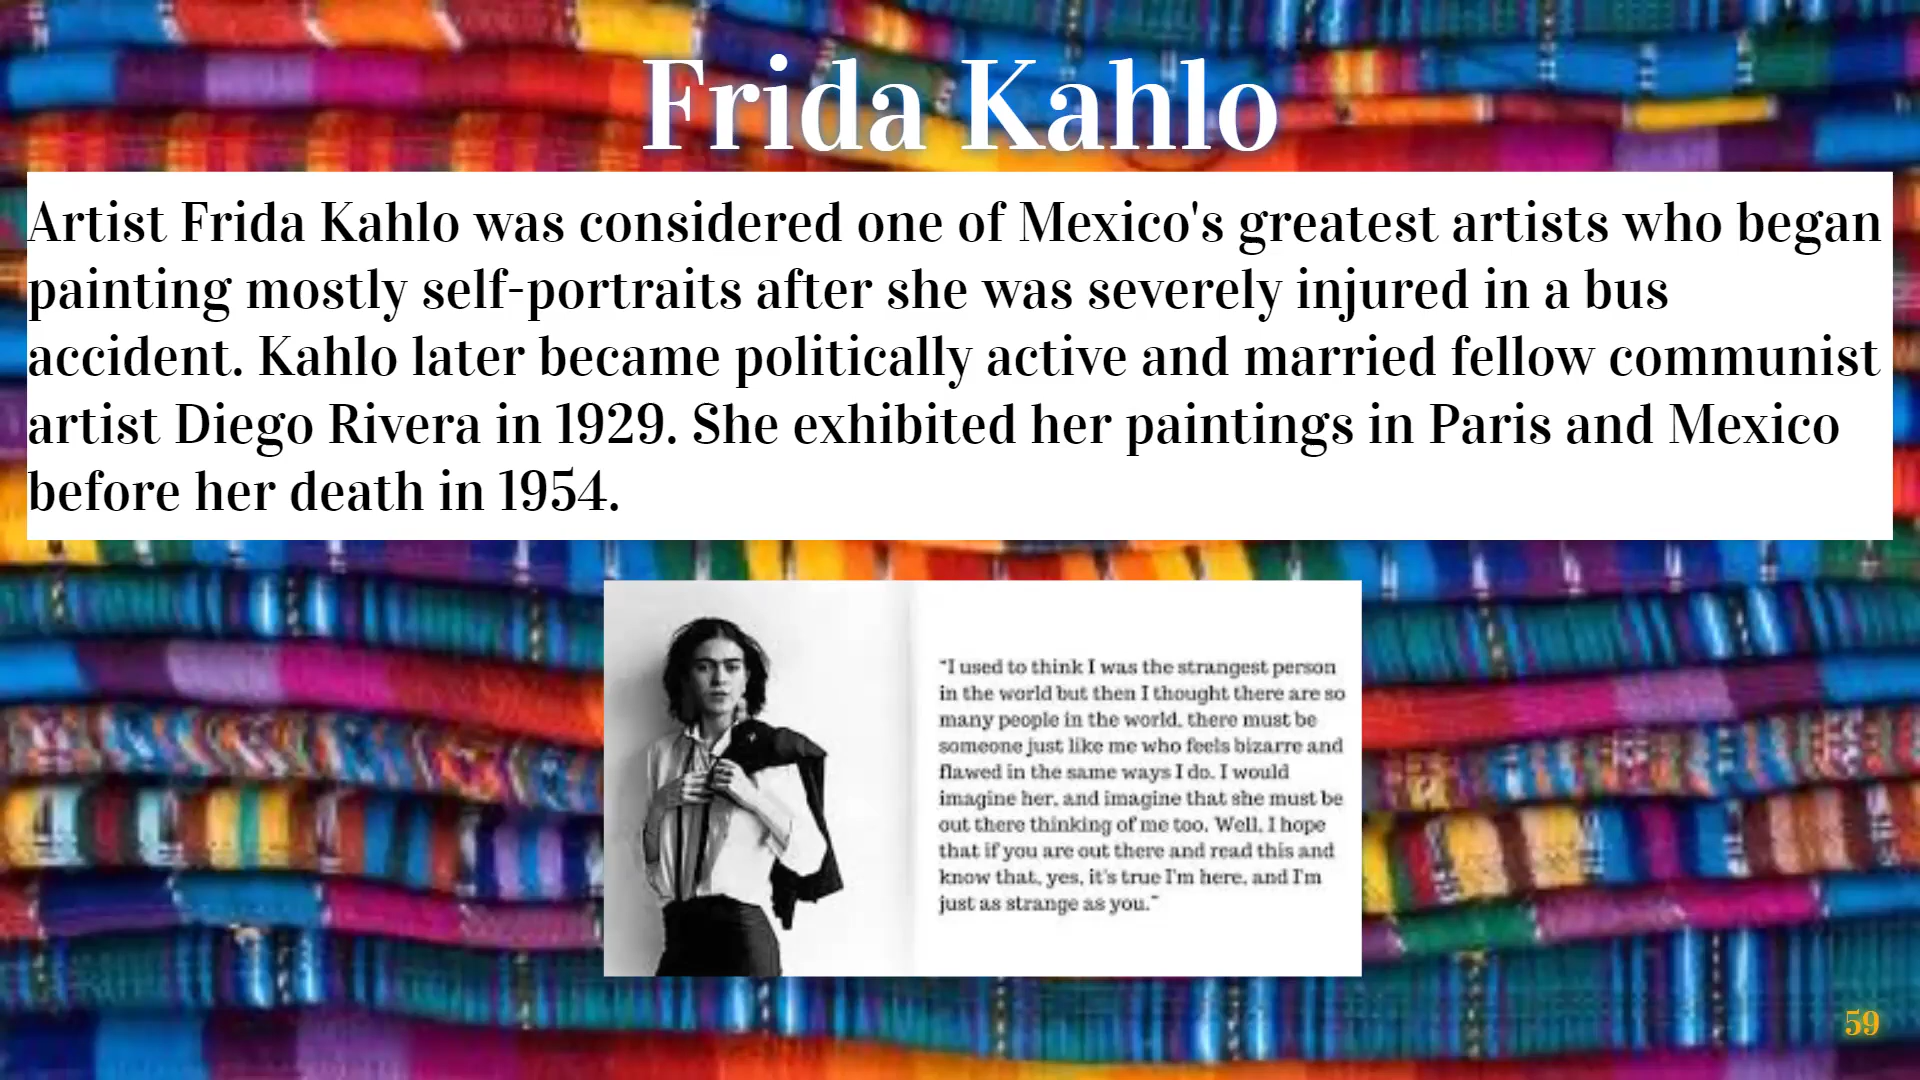 Frida Kahlo
Artist Frida Kahlo was considered one of Mexico's greatest artists who began
painting mostly self-portraits after she was severely injured in a bus
accident. Kahlo later became politically active and married fellow communist
artist Diego Rivera in 1929. She exhibited her paintings in Paris and Mexico
before her death in 1954.
"I used to think I was the strangest person
in the world but then I thought there are so
many people in the world, there must be
someone just like me who feels bizarre and
flawed in the same ways I do. I would
imagine her, and imagine that she must be
out there thinking of me too. Well, I hope
that if you are out there and read this and
know that, yes, it's true I'm here, and I'm
just as strange as you."
59